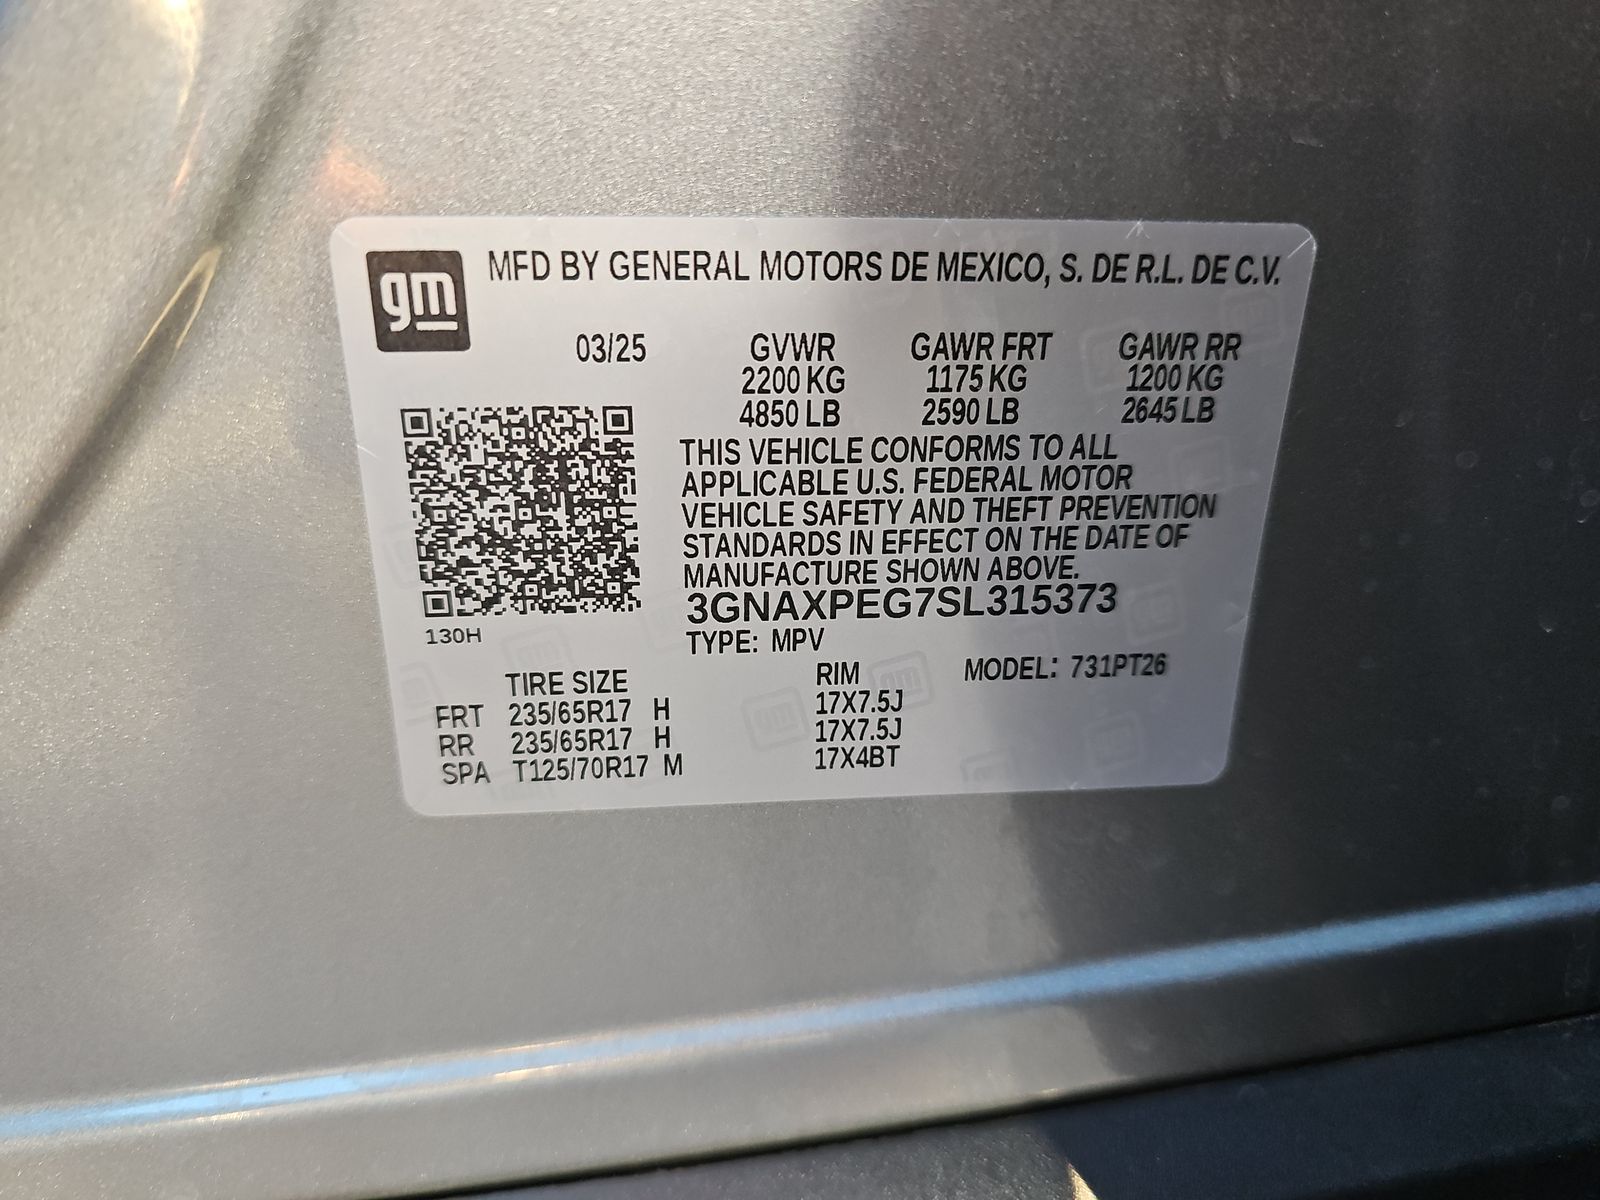 gm MFD BY GENERAL MOTORS DE MEXICO, S. DE R.L. DE C.V.
03/25 GVWR GAWR FRT GAWR RR
2200 KG 1175 KG 1200 KG
4850 LB 2590 LB 2645 LB
THIS VEHICLE CONFORMS TO ALL
APPLICABLE U.S. FEDERAL MOTOR
VEHICLE SAFETY AND THEFT PREVENTION
STANDARDS IN EFFECT ON THE DATE OF
MANUFACTURE SHOWN ABOVE.
3GNAXPEG7SL315373
130H TYPE: MPV
TIRE SIZE RIM MODEL: 731PT26
FRT 235/65R17 H 17X7.5J
RR 235/65R17 H 17X7.5J
SPA T125/70R17 M 17X4BT